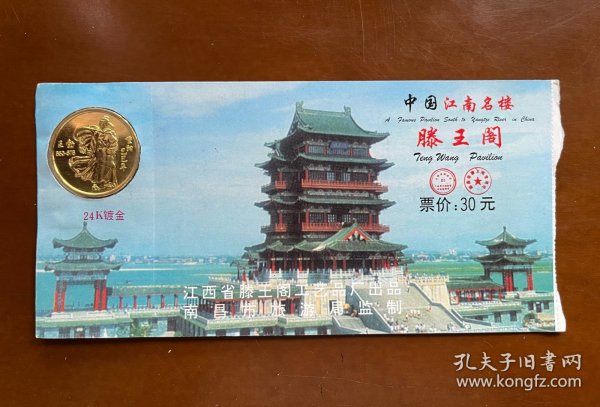 中国江南名楼
A Famous Pavilion South to Yangtze River in China
滕王阁
Teng Wang Pavilion
票价:30元
王勃
CHINA
24K镀金
江西省滕王阁工艺品厂出品
南昌市旅游局监制
孔夫子旧书网
www.kongfz.com